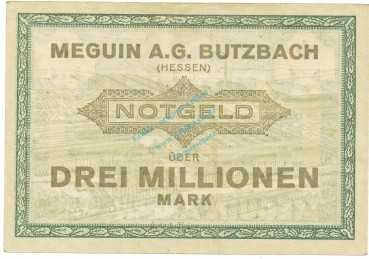 MEGUIN A.G. BUTZBACH
(HESSEN)
NOTGELD
ÜBER
DREI MILLIONEN
MARK